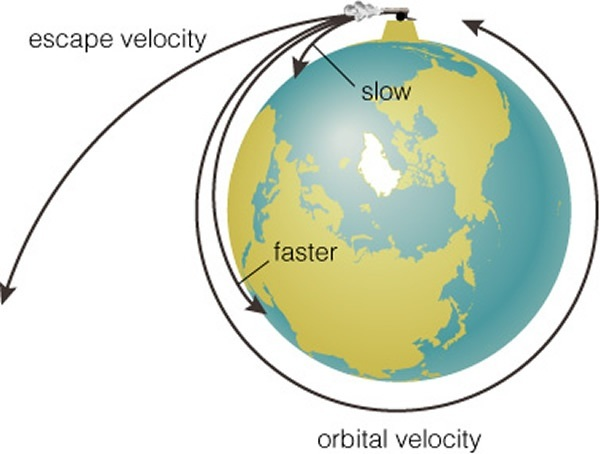 escape velocity
slow
faster
orbital velocity